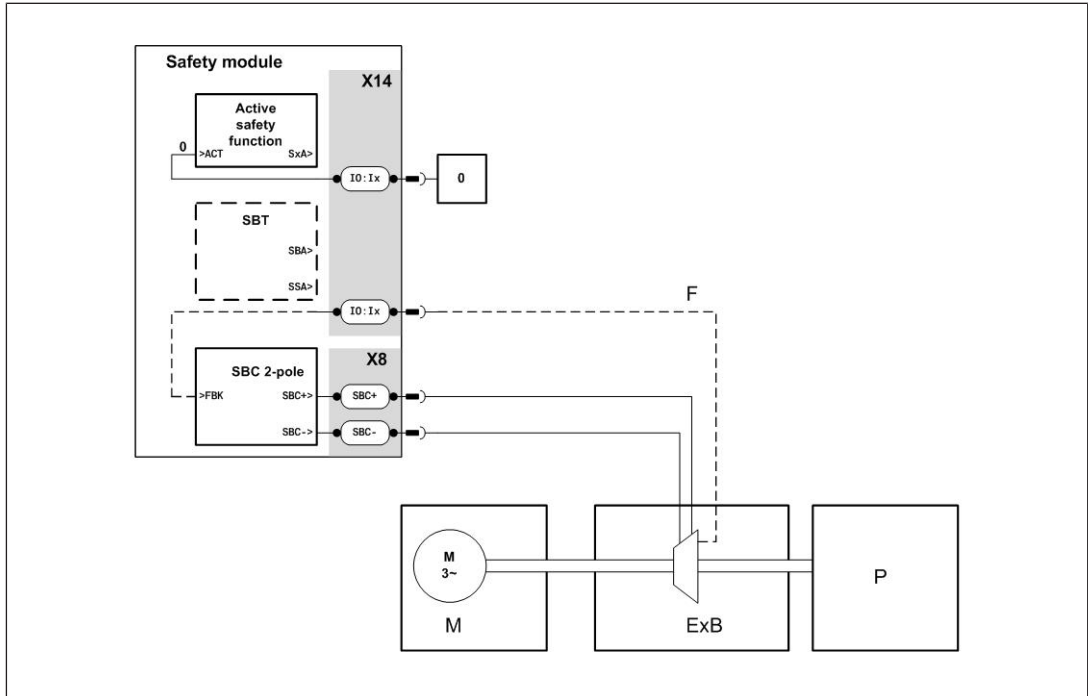 Safety module
X14
Active
safety
function
0
>ACT
SxA>
IO:Ix
0
SBT
SBA>
SSA>
IO:Ix
F
X8
SBC 2-pole
>FBK
SBC+>
SBC+
SBC->
SBC-
M
3~
M
ExB
P